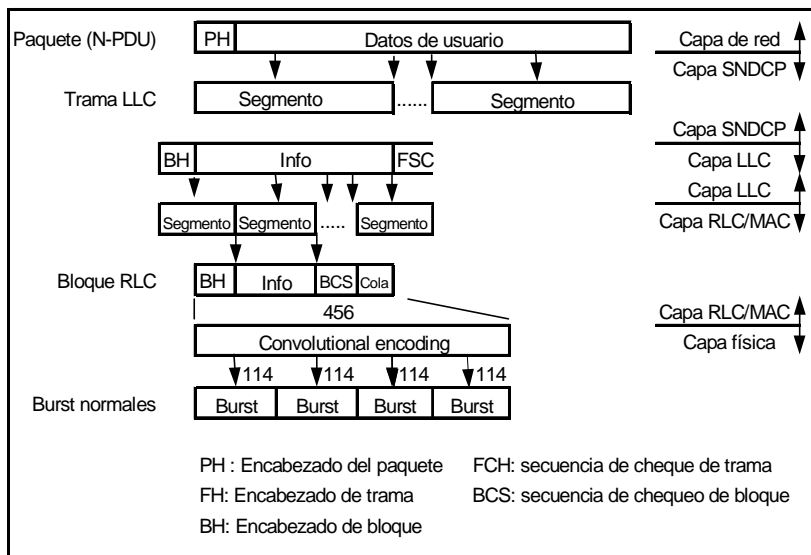 Paquete (N-PDU) PH Datos de usuario Capa de red
Capa SNDCP
Trama LLC Segmento ...... Segmento
Capa SNDCP
BH Info FSC Capa LLC
Capa LLC
Segmento Segmento ..... Segmento Capa RLC/MAC
Bloque RLC BH Info BCS Cola
456 Capa RLC/MAC
Convolutional encoding Capa física
114 114 114 114
Burst normales Burst Burst Burst Burst
PH : Encabezado del paquete FCH: secuencia de cheque de trama
FH: Encabezado de trama BCS: secuencia de chequeo de bloque
BH: Encabezado de bloque